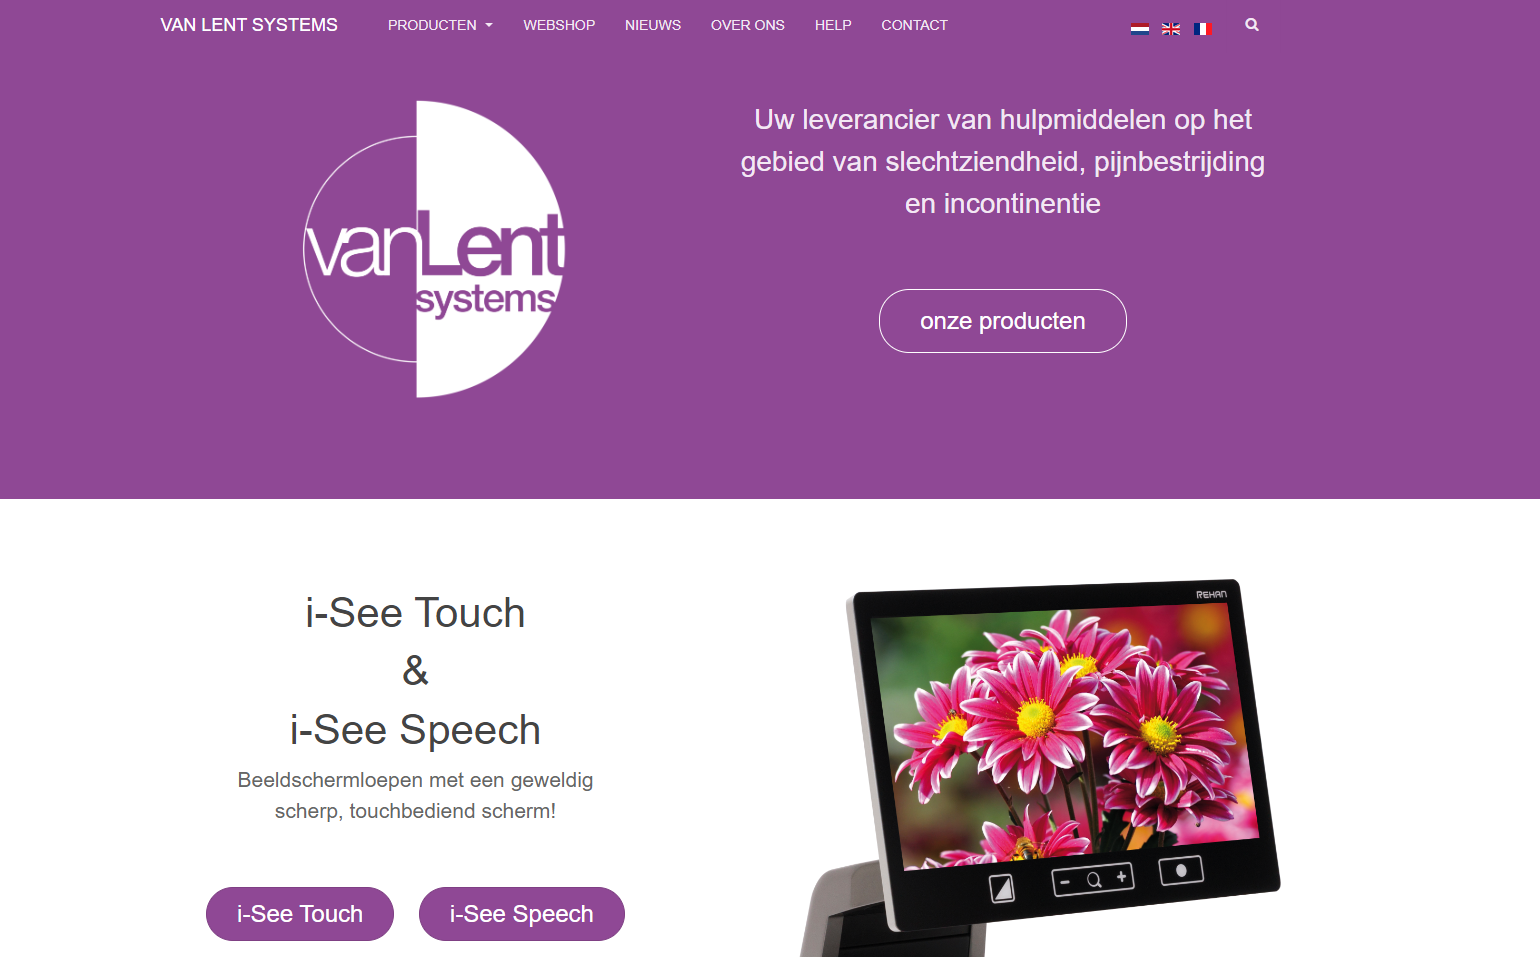 VAN LENT SYSTEMS
PRODUCTEN
WEBSHOP
NIEUWS
OVER ONS
HELP
CONTACT
vanLent
systems
Uw leverancier van hulpmiddelen op het
gebied van slechtziendheid, pijnbestrijding
en incontinentie
onze producten
i-See Touch
&
i-See Speech
Beeldschermloepen met een geweldig
scherp, touchbediend scherm!
i-See Touch
i-See Speech
REHAN